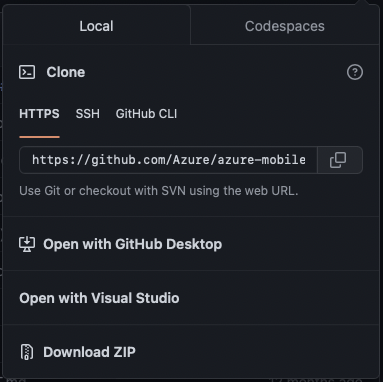 Local
Codespaces
Clone
HTTPS
SSH
GitHub CLI
https://github.com/Azure/azure-mobile
Use Git or checkout with SVN using the web URL.
Open with GitHub Desktop
Open with Visual Studio
Download ZIP